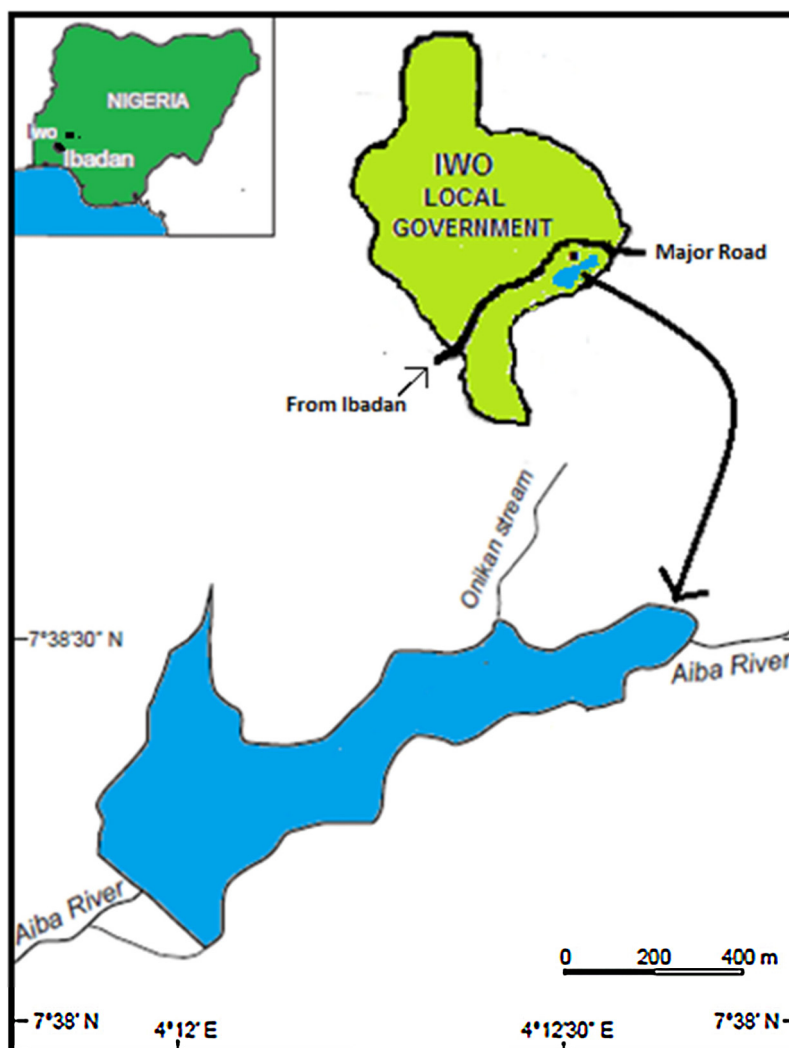 NIGERIA
Iwo
Ibadan
IWO
LOCAL
GOVERNMENT
Major Road
From Ibadan
Onikan stream
7°38'30" N
Aiba River
Aiba River
0 200 400 m
7°38' N
4°12' E
4°12'30" E
7°38' N